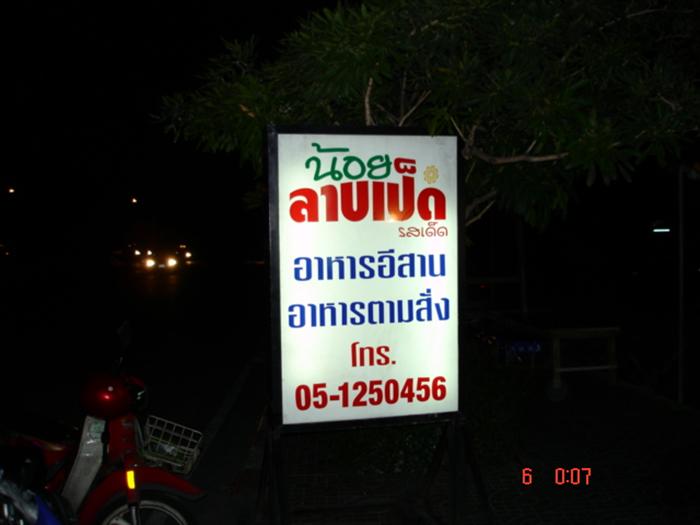 น้อย
ลาบเป็ด
รสเด็ด
อาหารอีสาน
อาหารตามสั่ง
โทร.
05-1250456
6 0:07